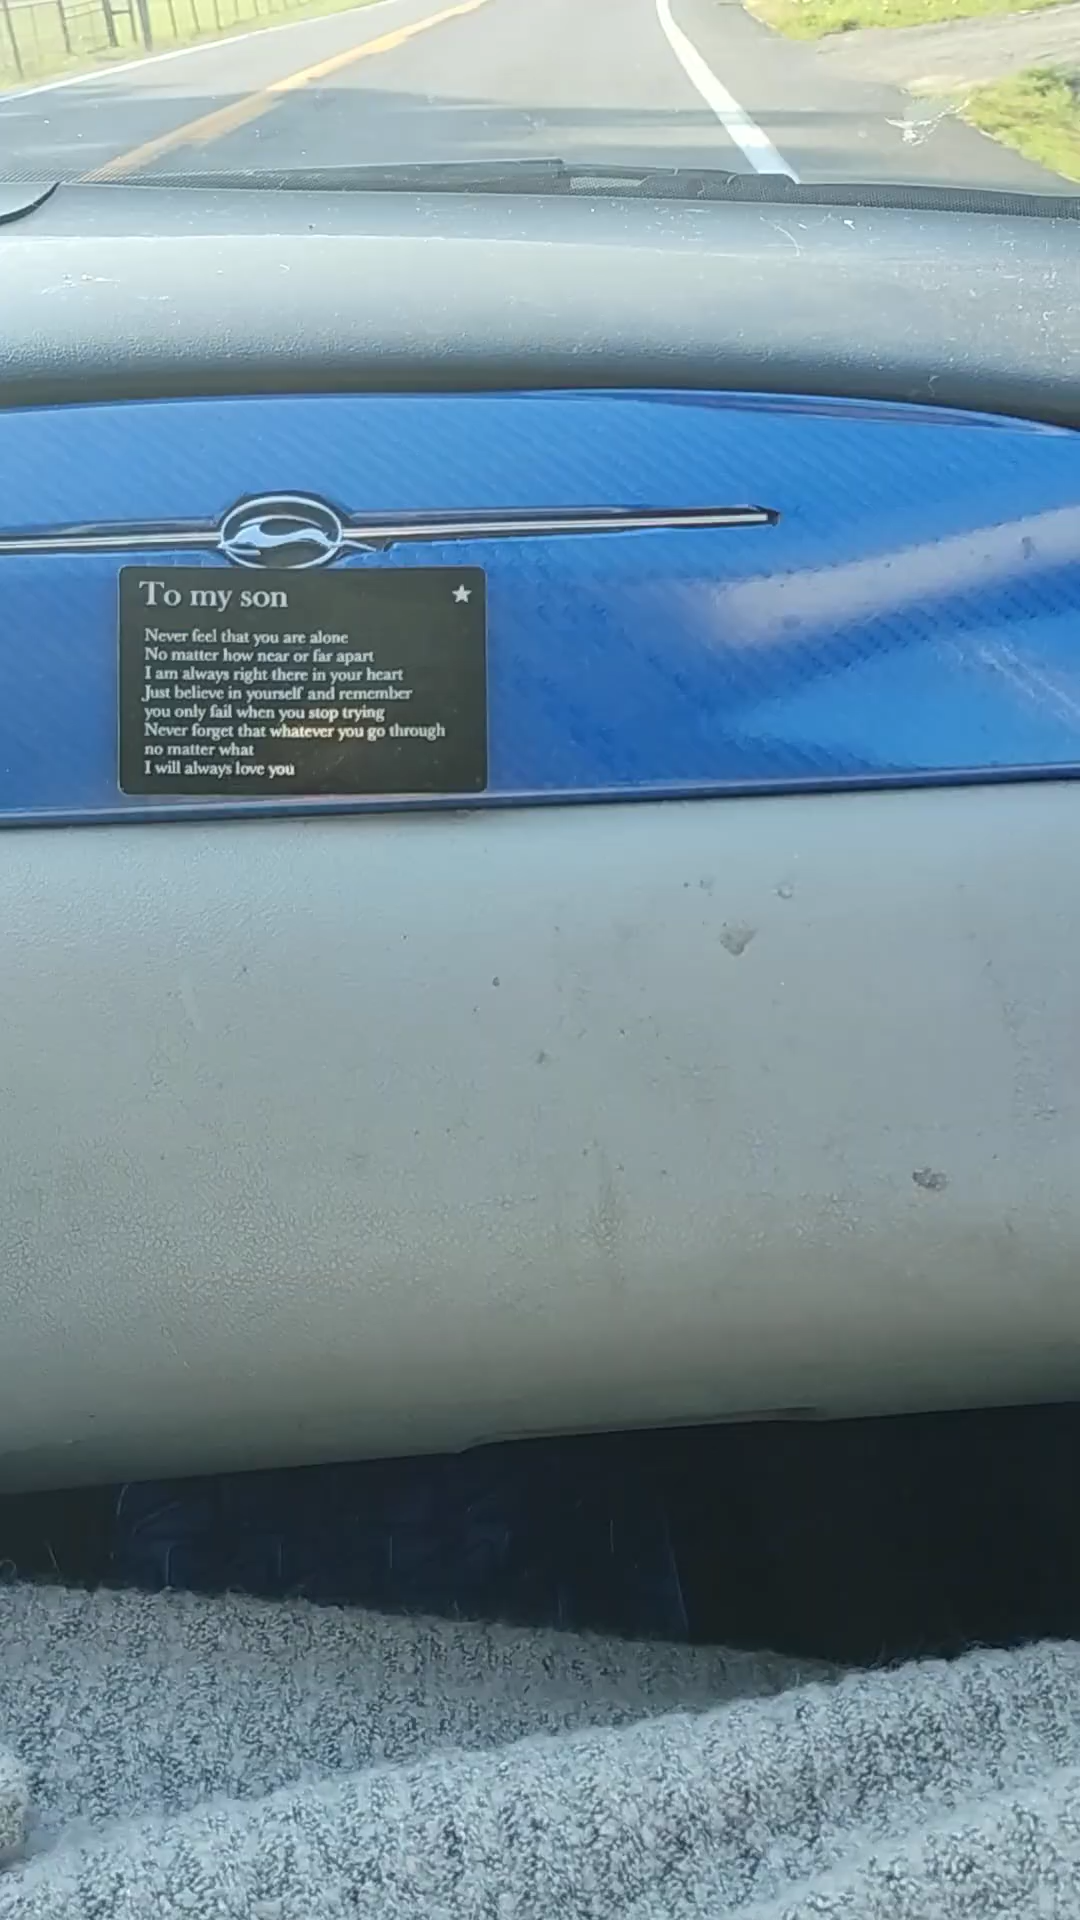 To my son
Never feel that you are alone
No matter how near or far apart
I am always right there in your heart
Just believe in yourself and remember
you only fail when you stop trying
Never forget that whatever you go through
no matter what
I will always love you